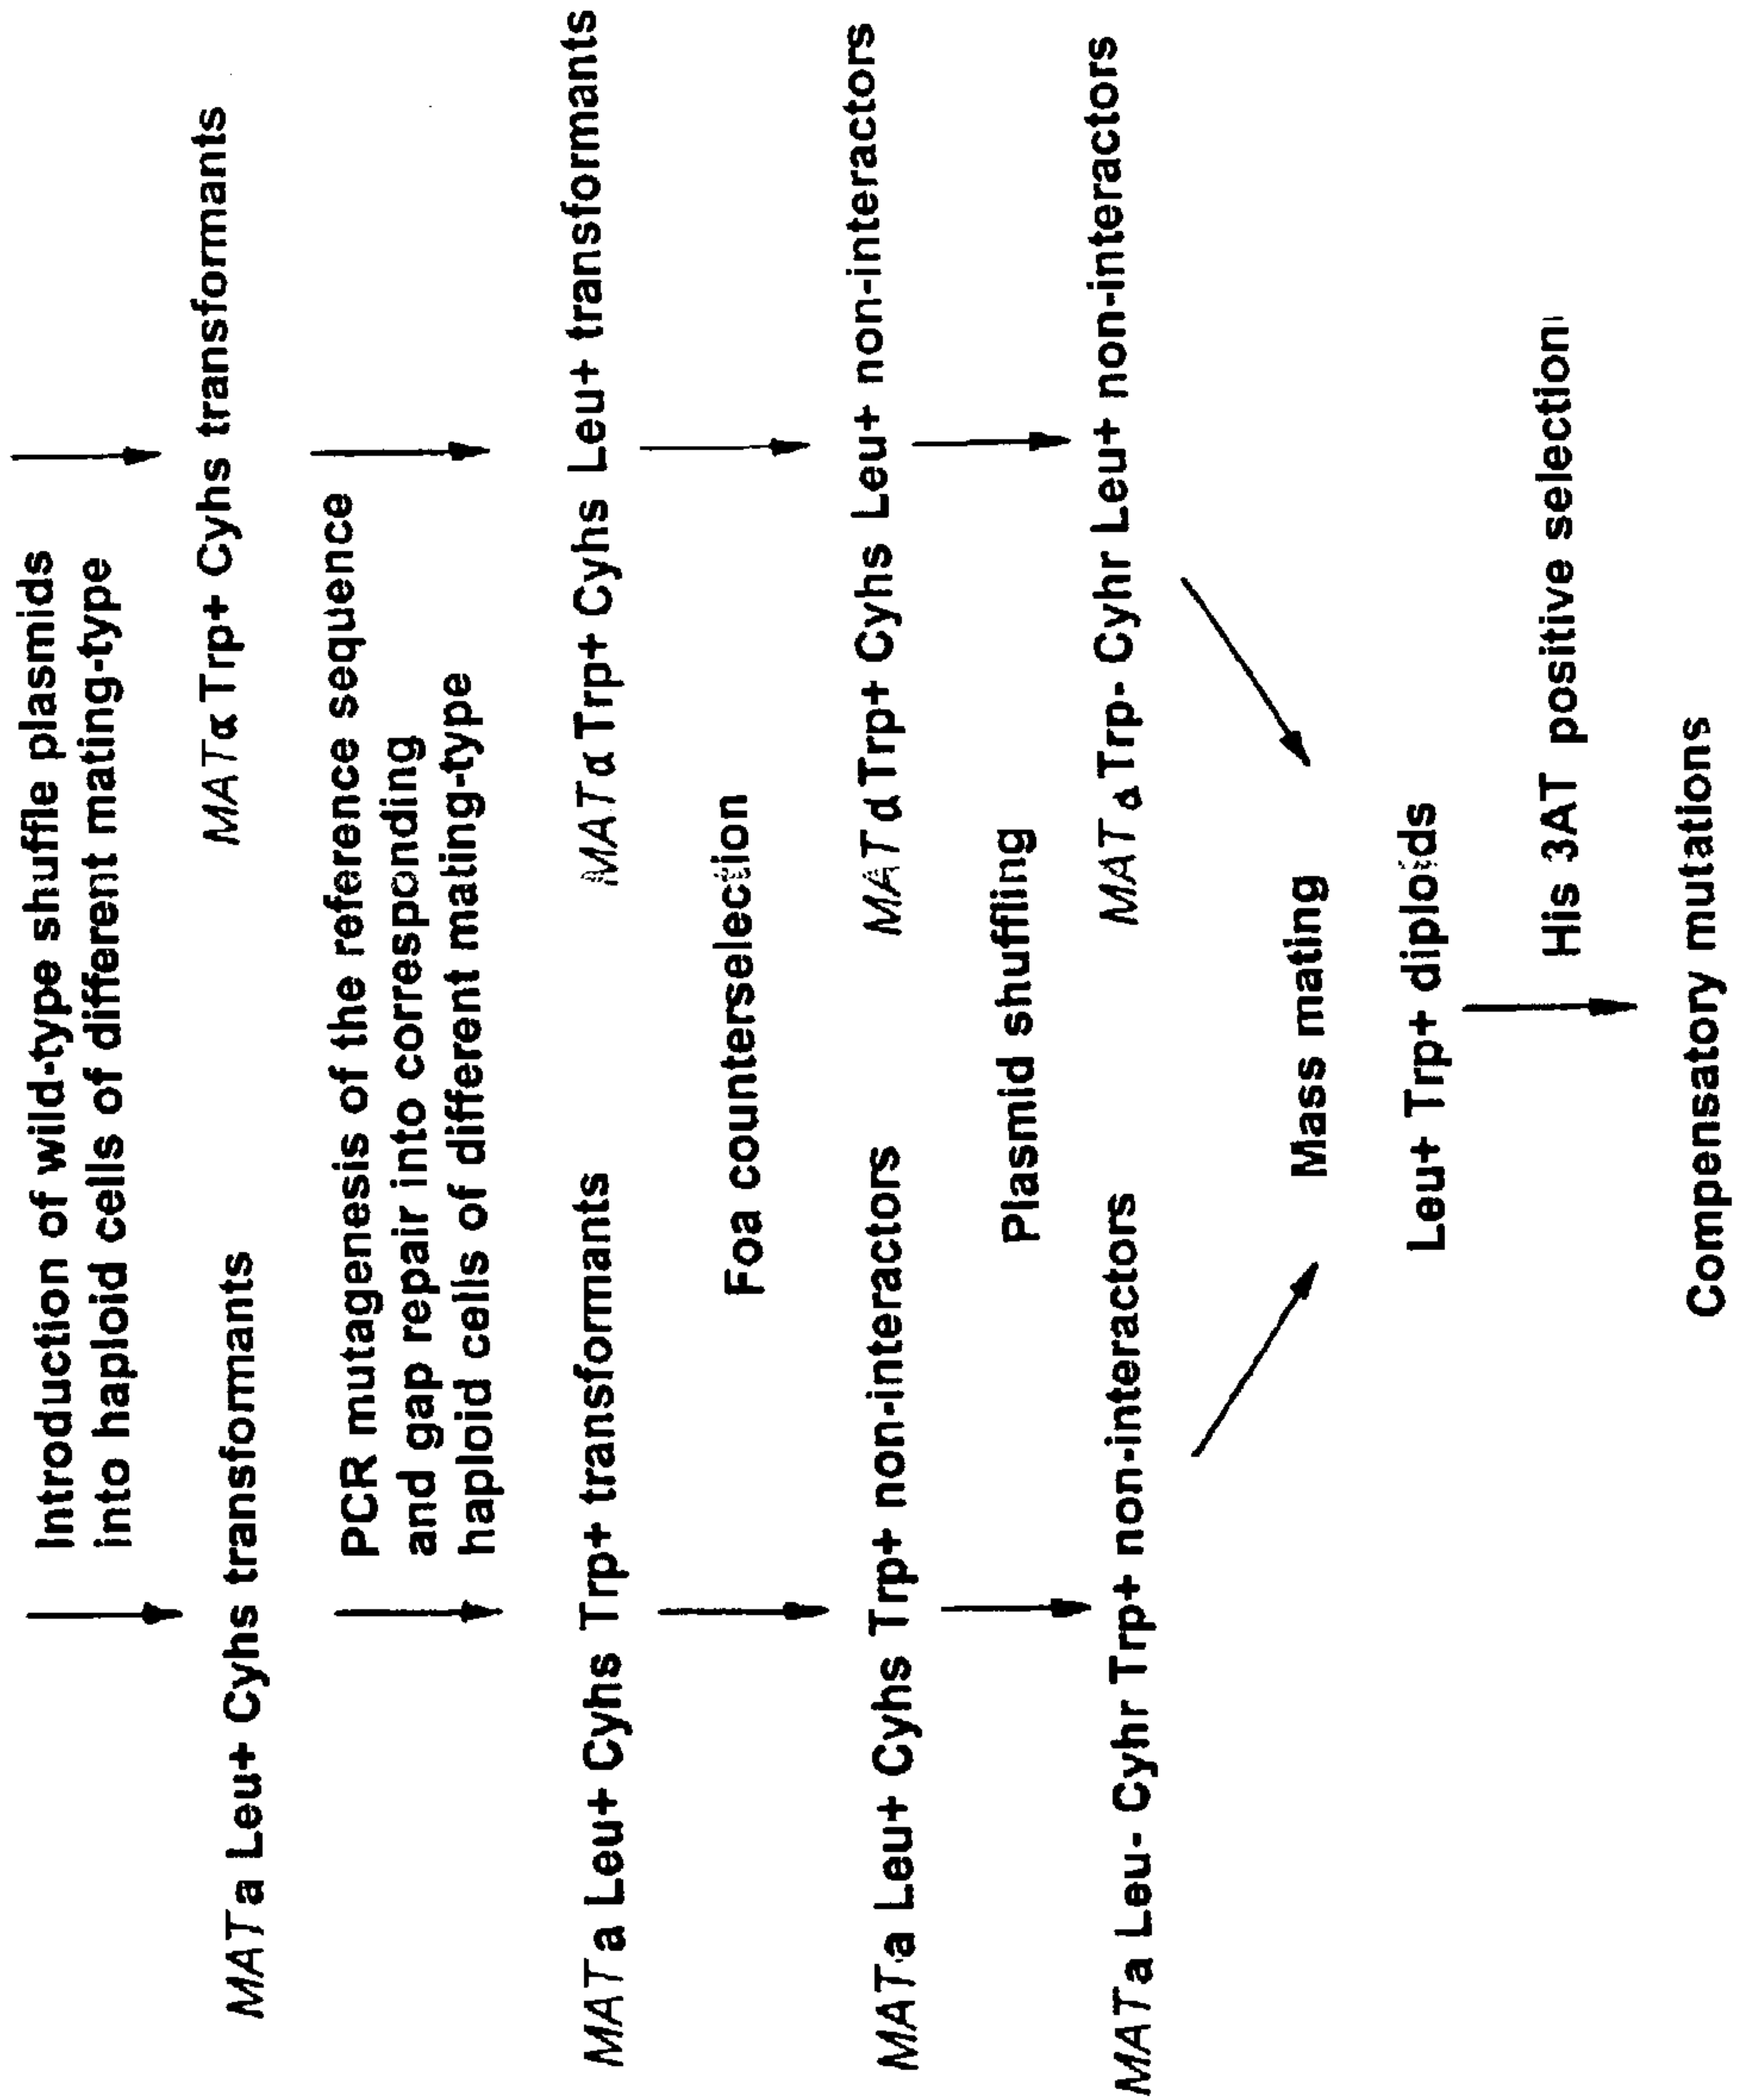 Introduction of wild-type shuffle plasmids
into haploid cells of different mating-type
MATa Leu+ Cyhs transformants
MATα Trp+ Cyhs transformants
PCR mutagenesis of the reference sequence
and gap repair into corresponding
haploid cells of different mating-type
MATa Leu+ Cyhs Trp+ transformants
MATα Trp+ Cyhs Leu+ transformants
Foa counterselection
MATa Leu+ Cyhs Trp+ non-interactors
MATα Trp+ Cyhs Leu+ non-interactors
Plasmid shuffling
MATa Leu- Cyhr Trp+ non-interactors
MATα Trp- Cyhr Leu+ non-interactors
Mass mating
Leu+ Trp+ diploids
His 3AT positive selection
Compensatory mutations